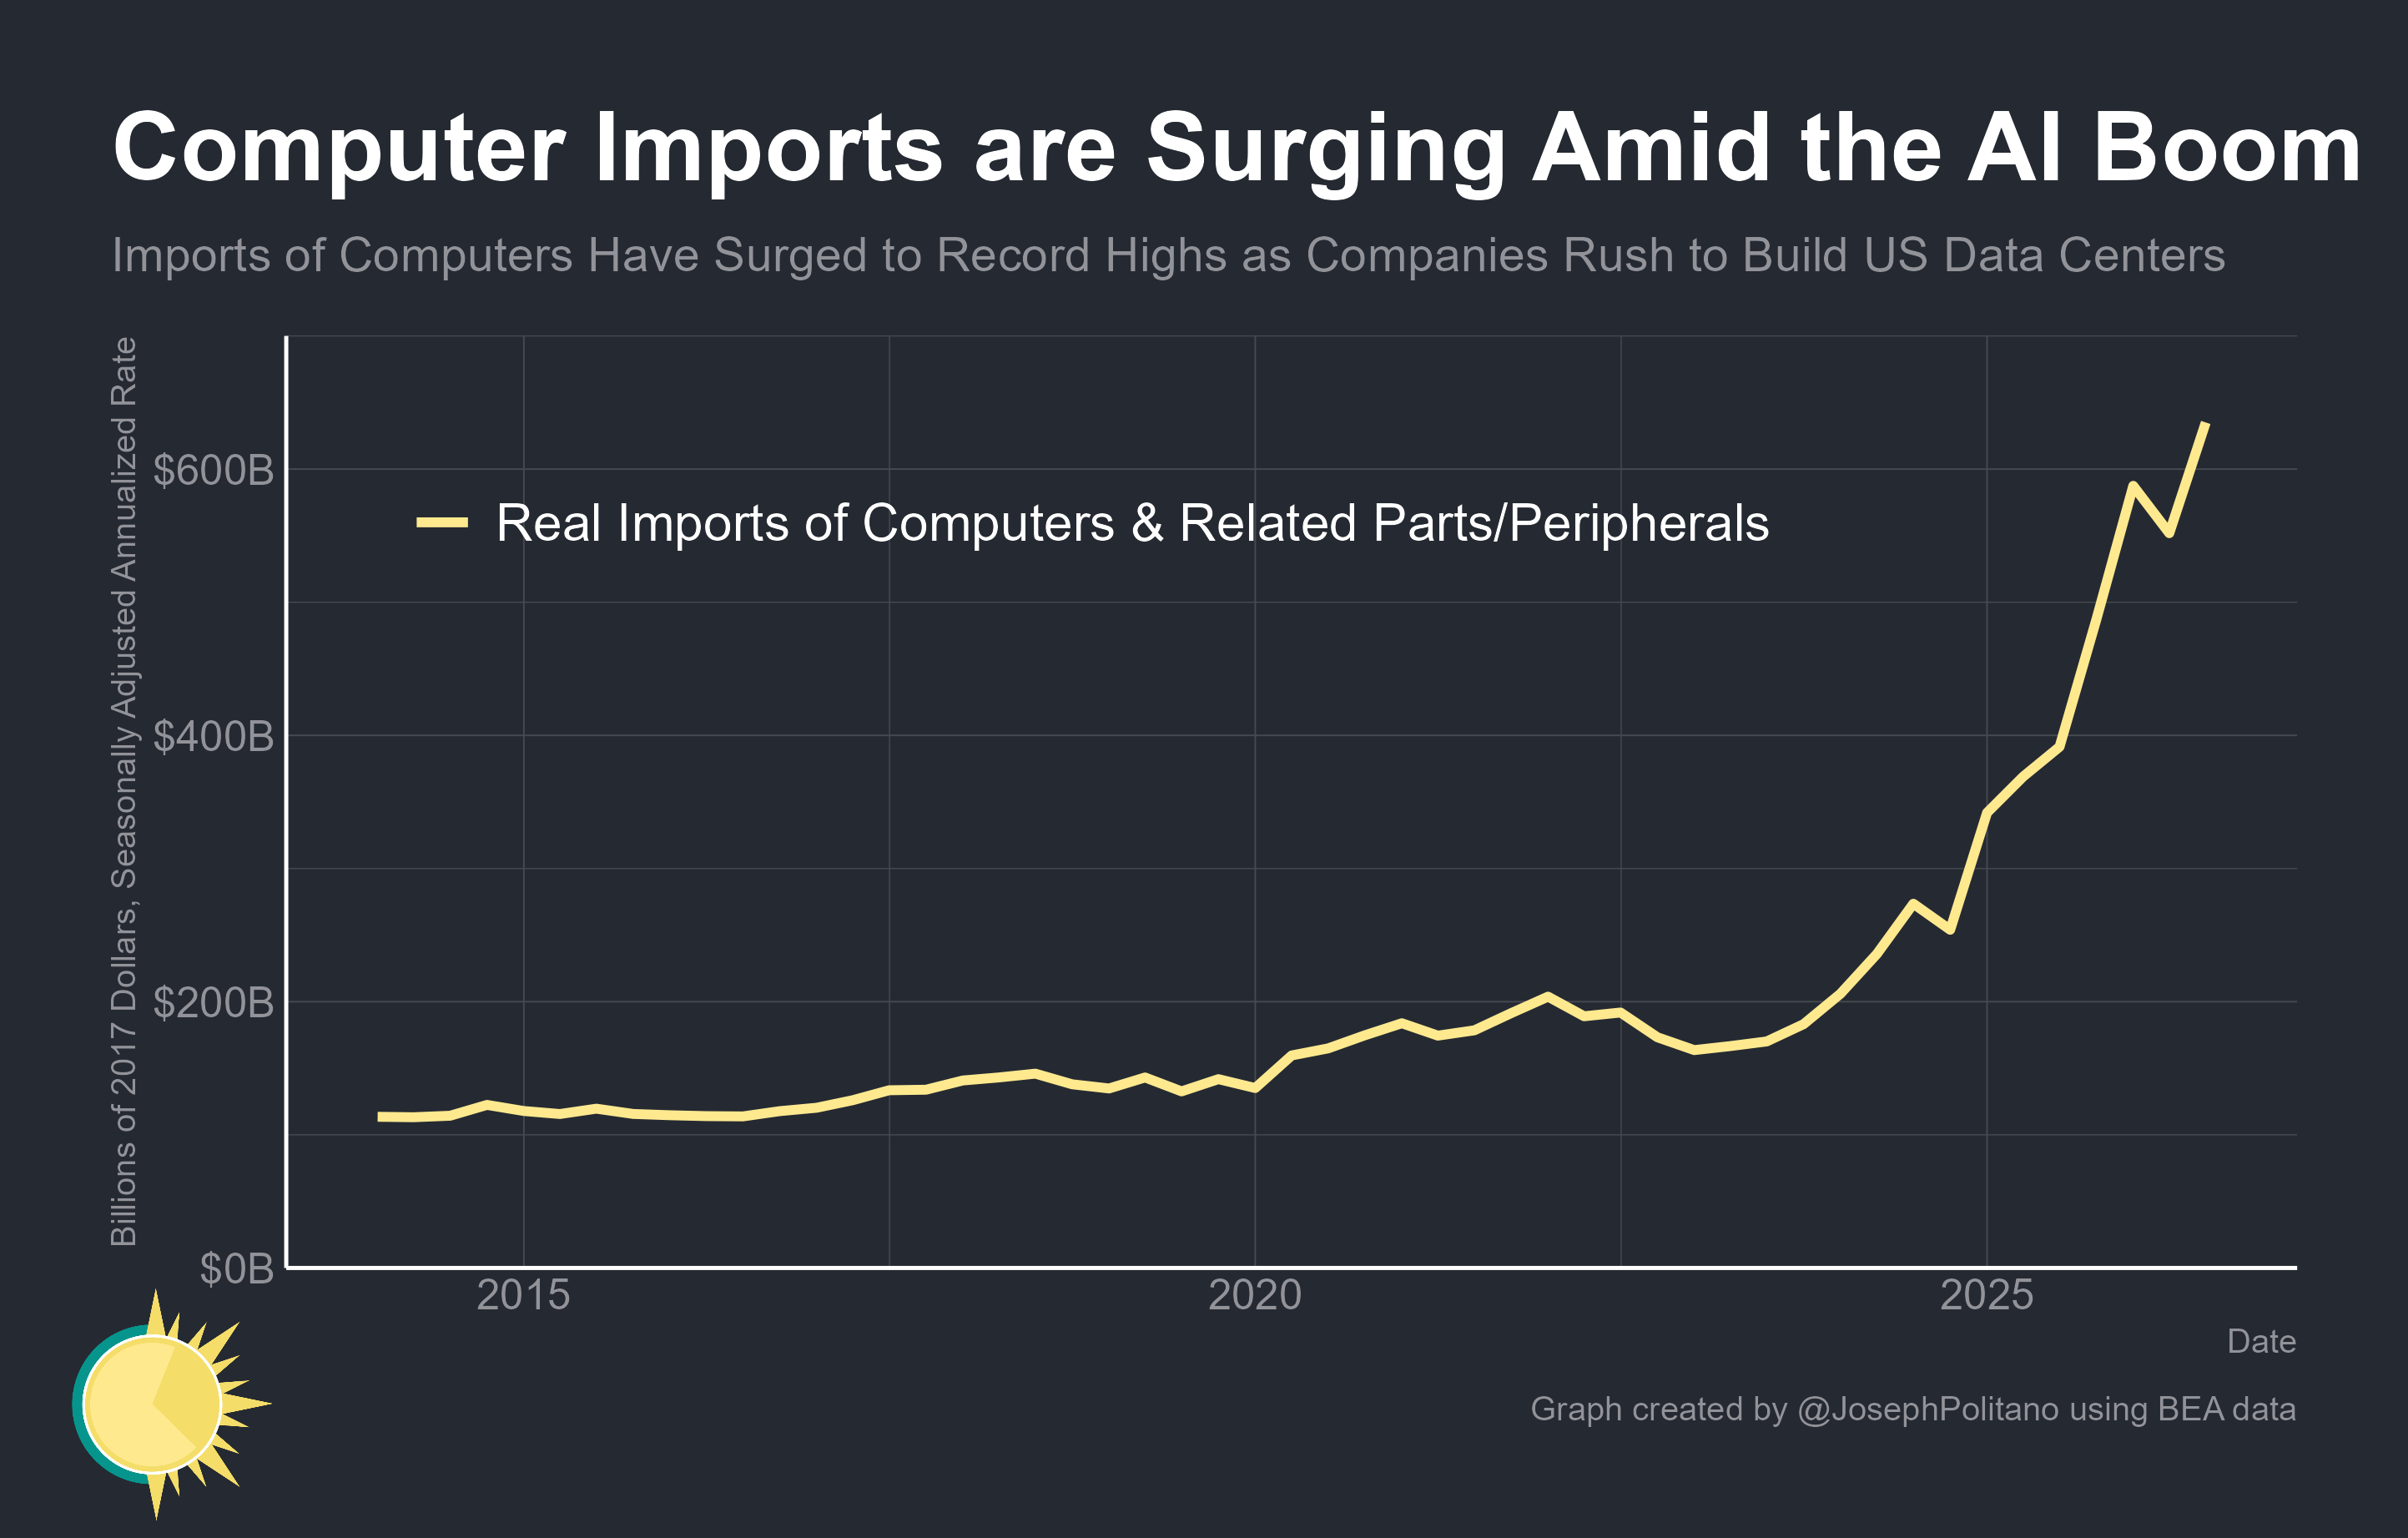 Computer Imports are Surging Amid the AI Boom
Imports of Computers Have Surged to Record Highs as Companies Rush to Build US Data Centers
Billions of 2017 Dollars, Seasonally Adjusted Annualized Rate
$600B
$400B
$200B
$0B
Real Imports of Computers & Related Parts/Peripherals
2015
2020
2025
Date
Graph created by @JosephPolitano using BEA data